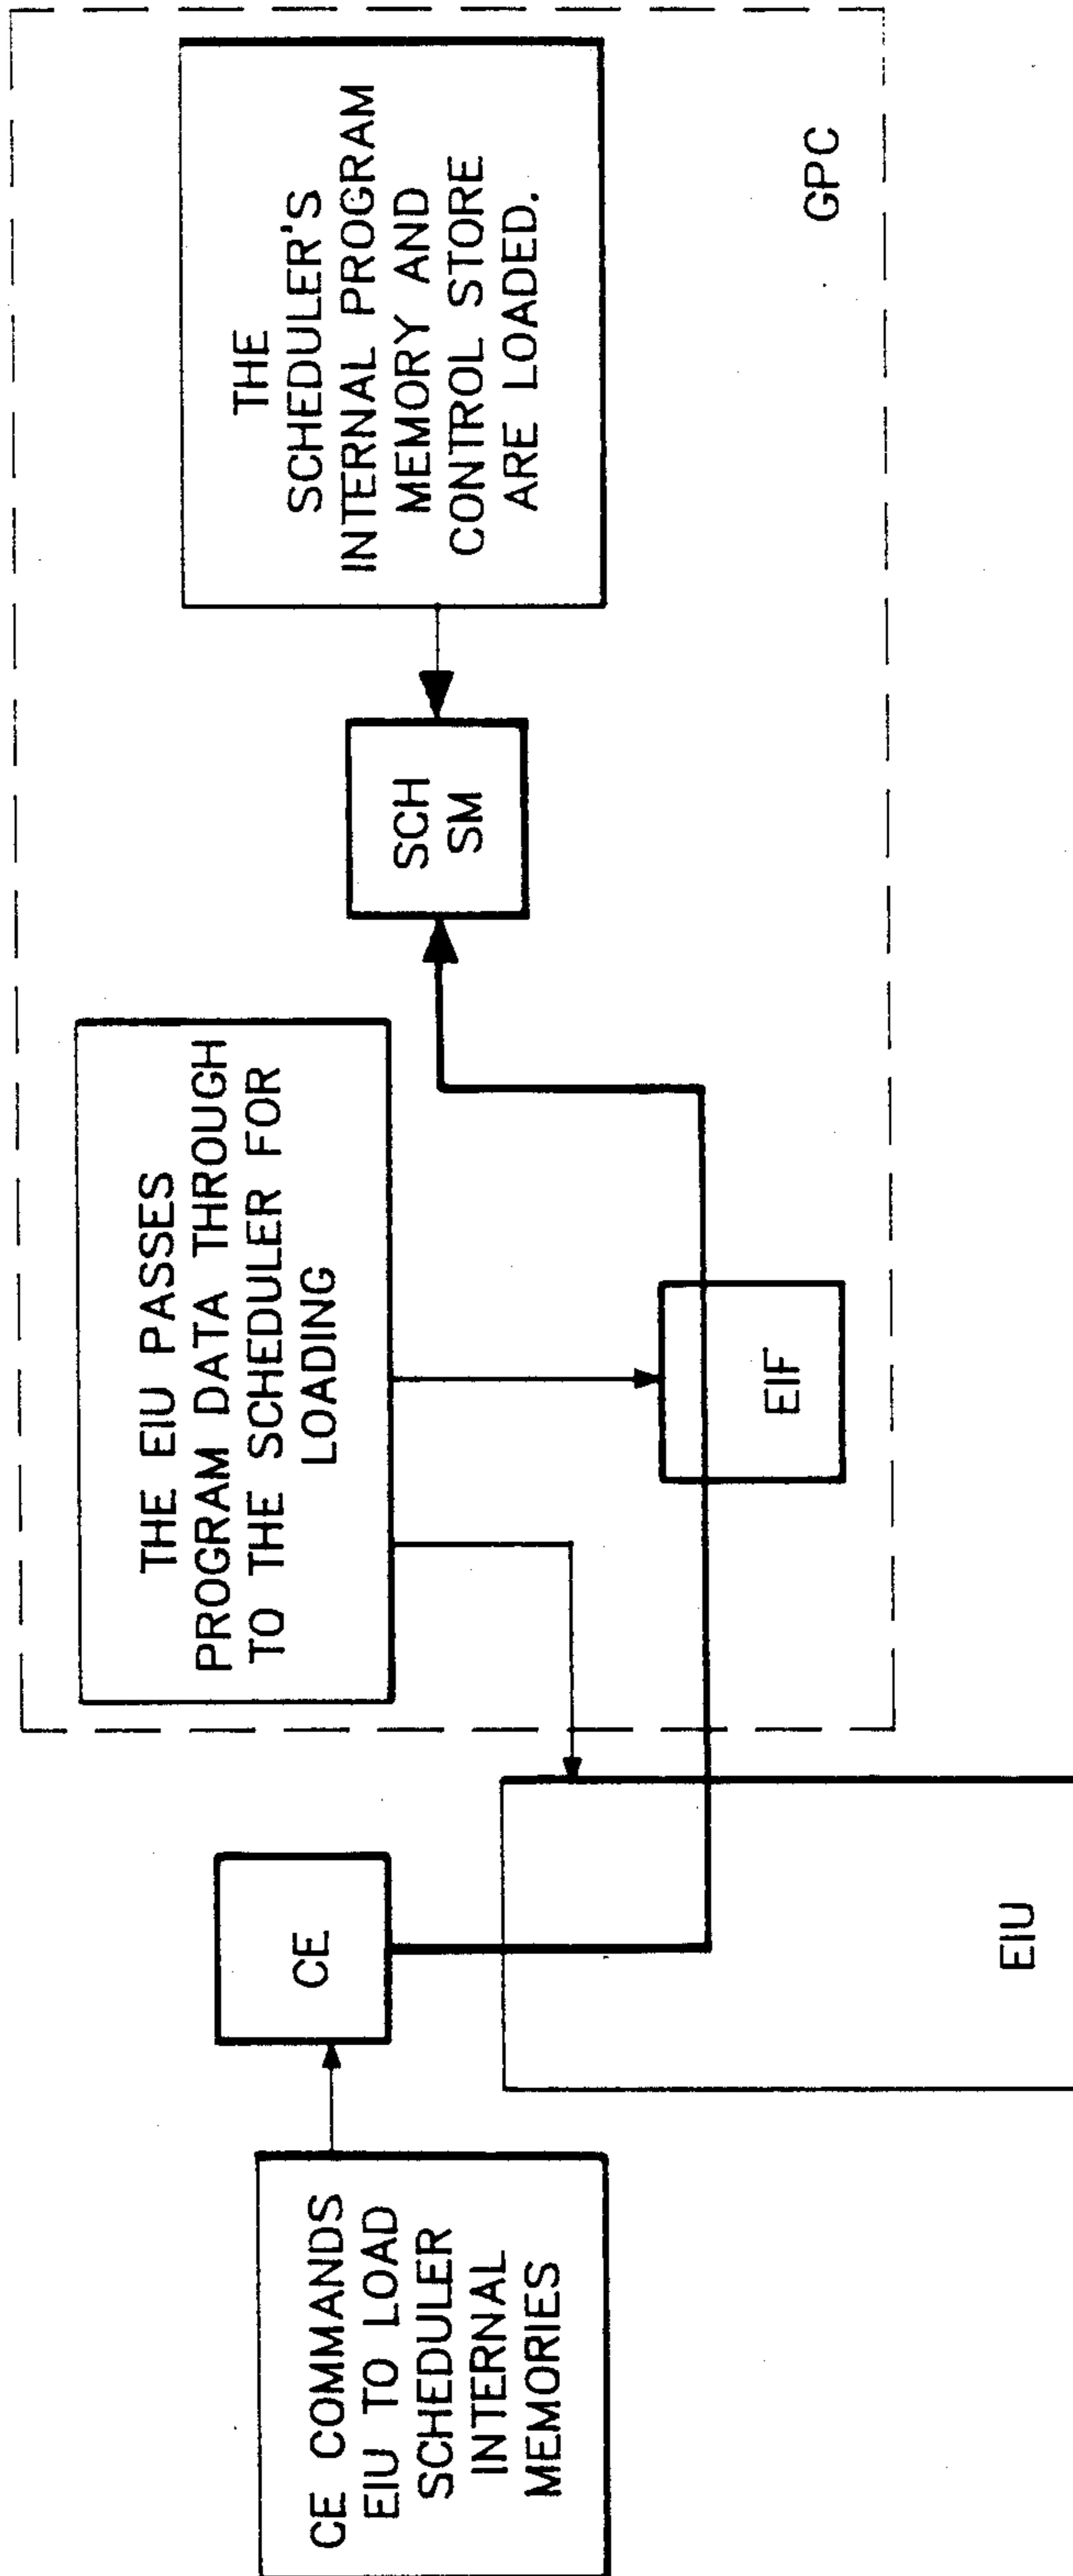 CE COMMANDS
EIU TO LOAD
SCHEDULER
INTERNAL
MEMORIES
CE
EIU
THE EIU PASSES
PROGRAM DATA THROUGH
TO THE SCHEDULER FOR
LOADING
EIF
SCH
SM
THE
SCHEDULER'S
INTERNAL PROGRAM
MEMORY AND
CONTROL STORE
ARE LOADED.
GPC